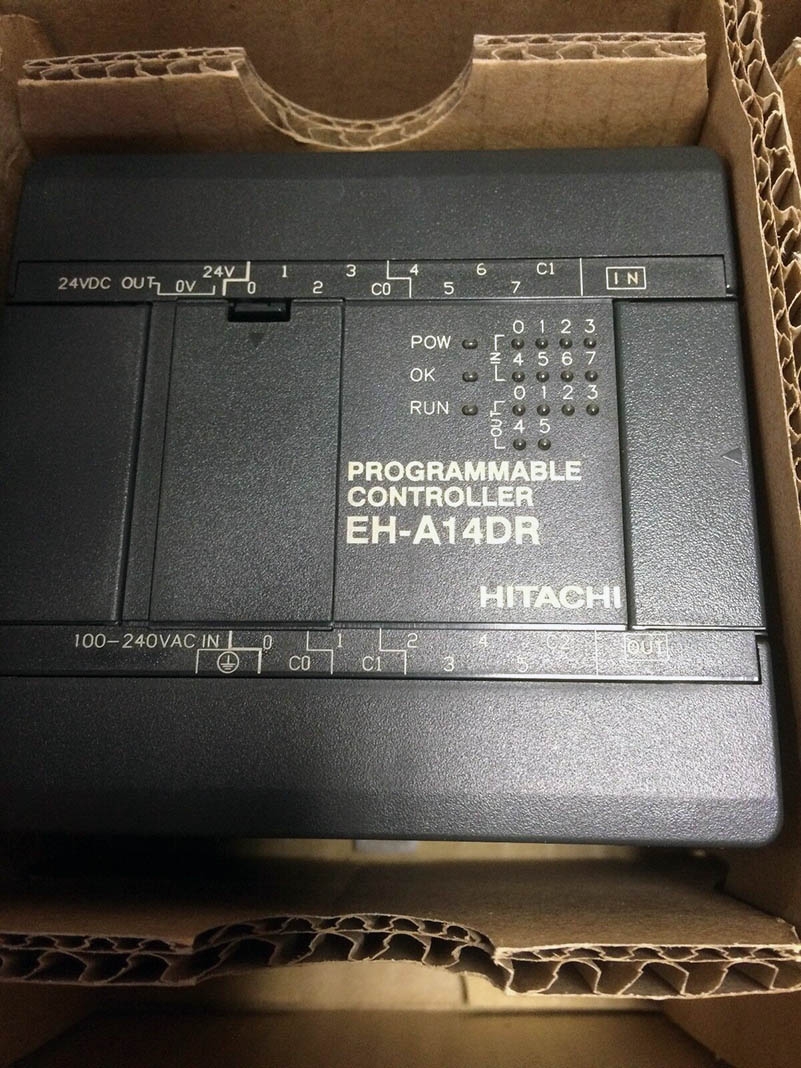 24V 1 3 4 6 C1 IN
24VDC OUT 0V 0 2 C0 5 7
0 1 2 3
POW IN
4 5 6 7
OK
0 1 2 3
RUN OUT
4 5
PROGRAMMABLE
CONTROLLER
EH-A14DR
HITACHI
100-240VAC IN 0 1 2 4 C2 OUT
C0 C1 3 5